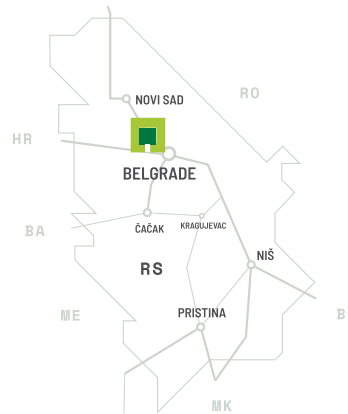 NOVI SAD
RO
HR
BELGRADE
ČAČAK
KRAGUJEVAC
BA
NIŠ
RS
PRISTINA
ME
B
MK